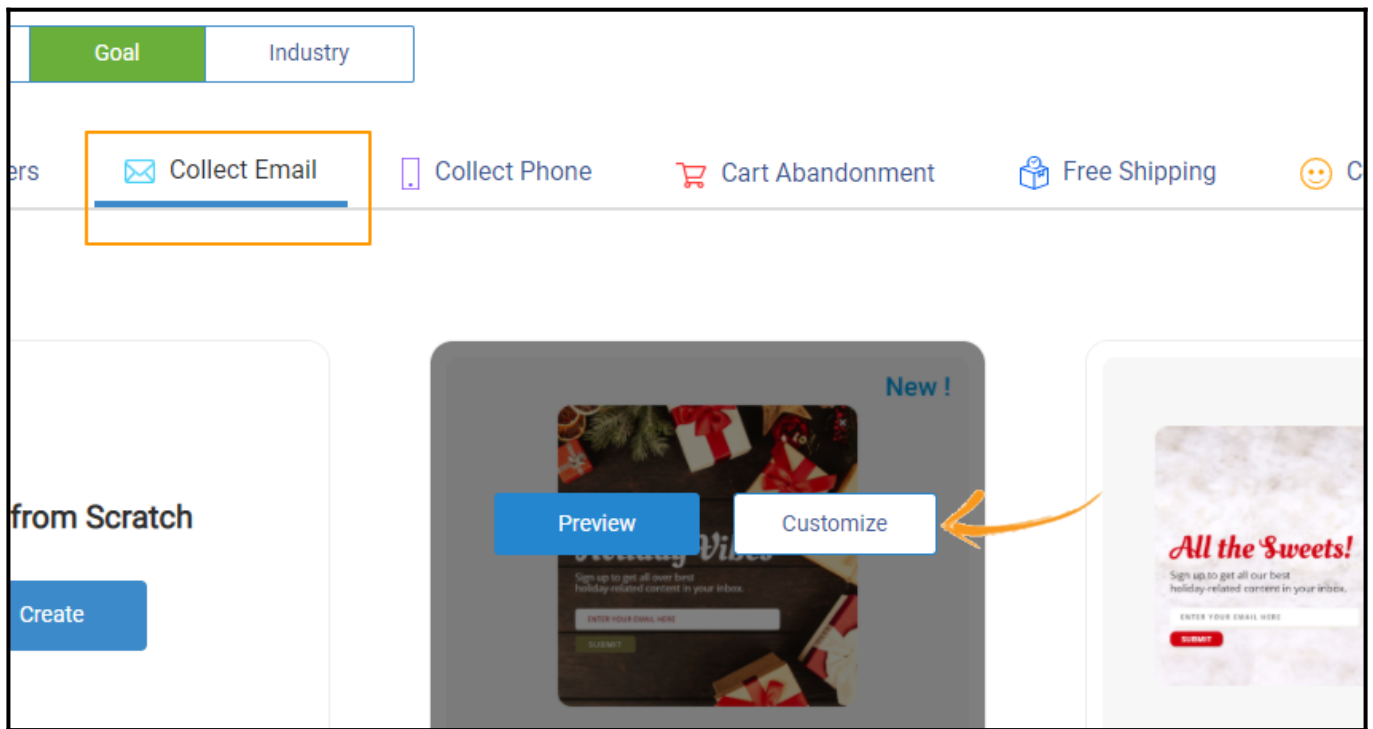 Goal Industry
ers Collect Email Collect Phone Cart Abandonment Free Shipping C
New !
from Scratch
Create
Preview Customize
Holiday Vibes
Sign up to get all over best
holiday-related content in your inbox.
ENTER YOUR EMAIL HERE
SUBMIT
All the Sweets!
Sign up to get all our best
holiday-related content in your inbox.
ENTER YOUR EMAIL HERE
SUBMIT